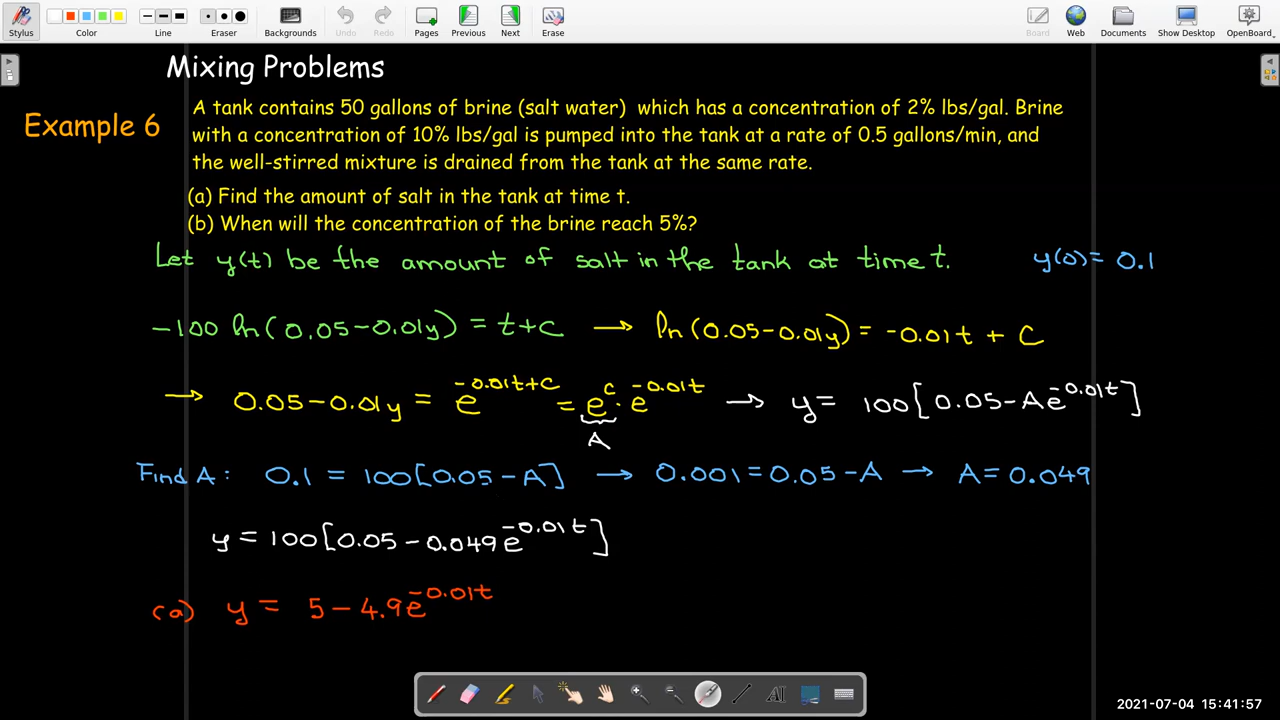 Stylus Color Line Eraser Backgrounds Undo Redo Pages Previous Next Erase Board Web Documents Show Desktop OpenBoard
Mixing Problems
Example 6
A tank contains 50 gallons of brine (salt water) which has a concentration of 2% lbs/gal. Brine
with a concentration of 10% lbs/gal is pumped into the tank at a rate of 0.5 gallons/min, and
the well-stirred mixture is drained from the tank at the same rate.
(a) Find the amount of salt in the tank at time t.
(b) When will the concentration of the brine reach 5%?
Let y(t) be the amount of salt in the tank at time t. y(0) = 0.1
-100 ln(0.05-0.01y) = t+C → ln(0.05-0.01y) = -0.01t + C
→ 0.05-0.01y = e^{-0.01t+C} = e^{C}·e^{-0.01t} → y = 100[0.05-Ae^{-0.01t}]
A
Find A: 0.1 = 100[0.05-A] → 0.001 = 0.05-A → A = 0.049
y = 100[0.05-0.049e^{-0.01t}]
(a) y = 5-4.9e^{-0.01t}
AI
2021-07-04 15:41:57